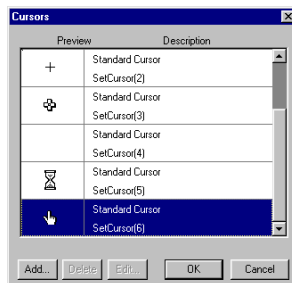 Cursors
Preview Description
Standard Cursor
SetCursor(2)
Standard Cursor
SetCursor(3)
Standard Cursor
SetCursor(4)
Standard Cursor
SetCursor(5)
Standard Cursor
SetCursor(6)
Add... Delete Edit... OK Cancel